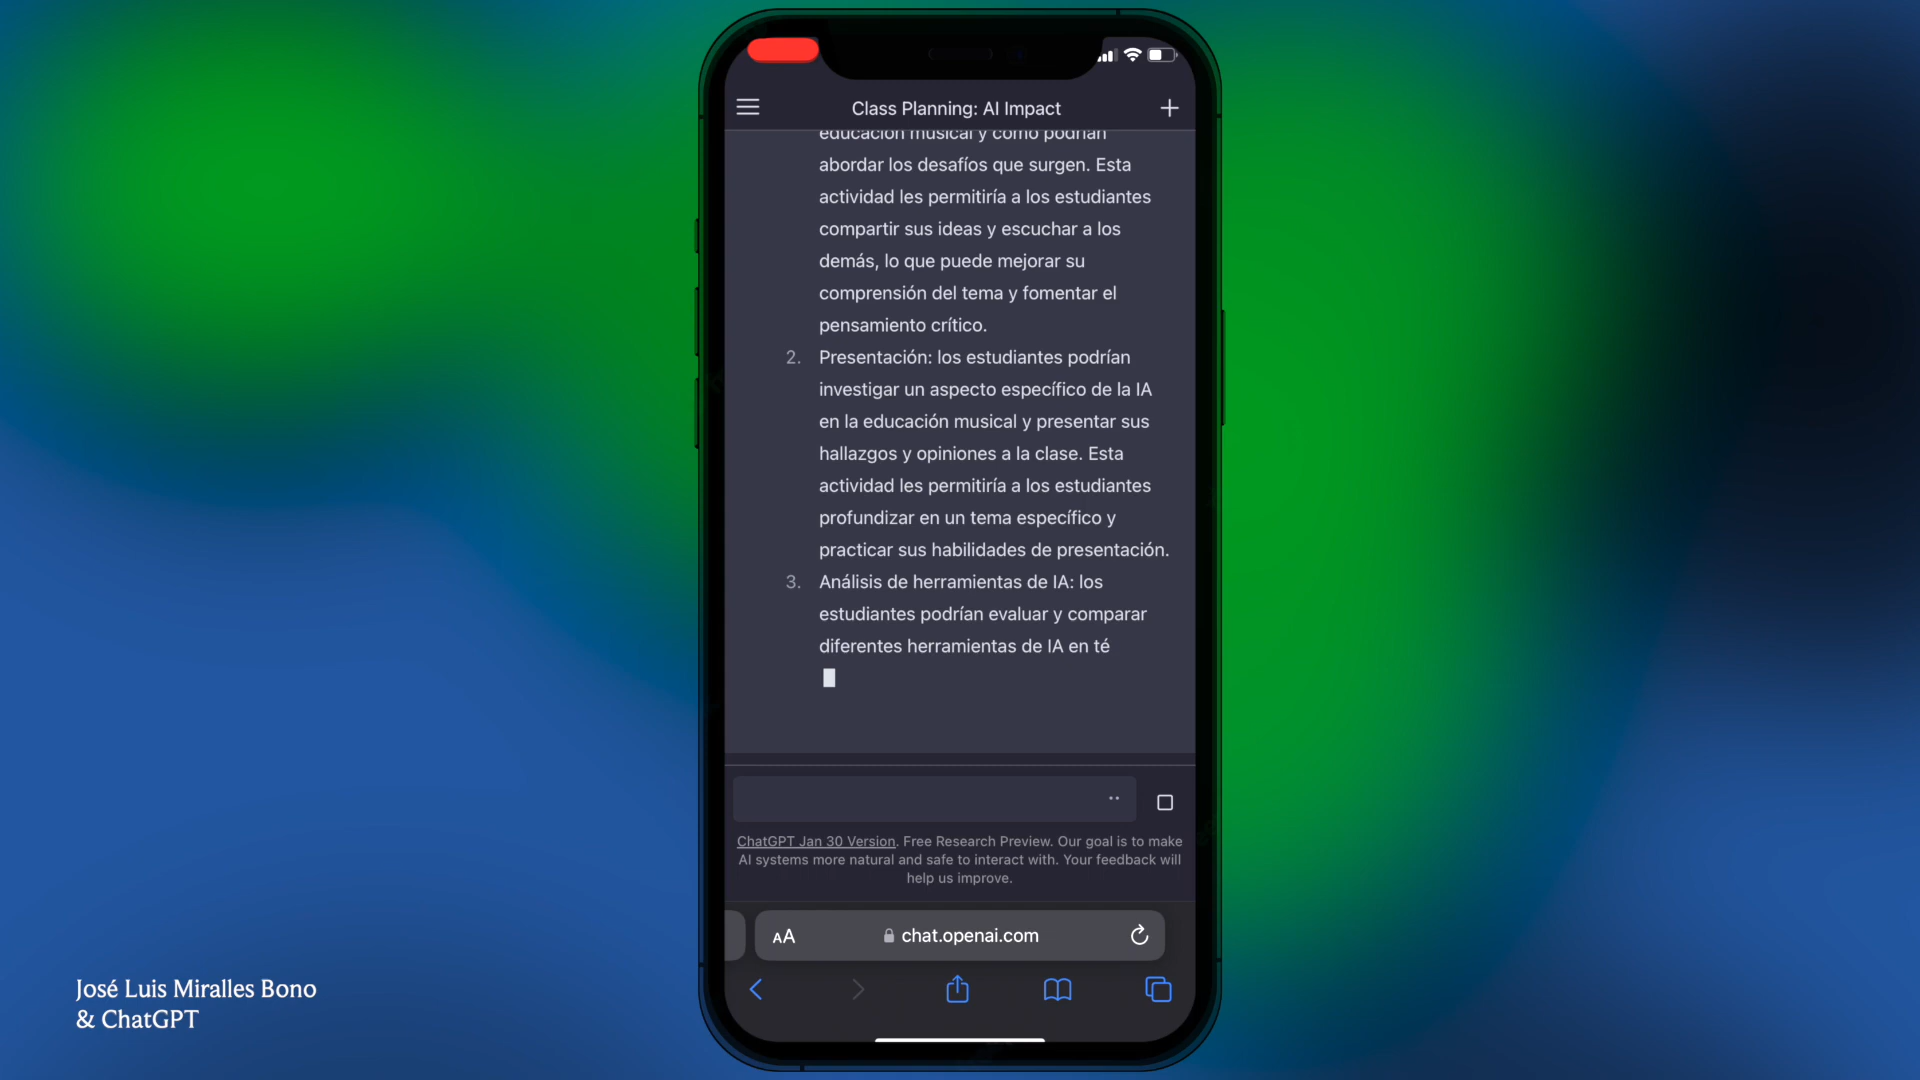 Class Planning: AI Impact
educación musical y cómo podrían
abordar los desafíos que surgen. Esta
actividad les permitiría a los estudiantes
compartir sus ideas y escuchar a los
demás, lo que puede mejorar su
comprensión del tema y fomentar el
pensamiento crítico.
2. Presentación: los estudiantes podrían
investigar un aspecto específico de la IA
en la educación musical y presentar sus
hallazgos y opiniones a la clase. Esta
actividad les permitiría a los estudiantes
profundizar en un tema específico y
practicar sus habilidades de presentación.
3. Análisis de herramientas de IA: los
estudiantes podrían evaluar y comparar
diferentes herramientas de IA en té
ChatGPT Jan 30 Version. Free Research Preview. Our goal is to make
AI systems more natural and safe to interact with. Your feedback will
help us improve.
AA chat.openai.com
José Luis Miralles Bono
& ChatGPT